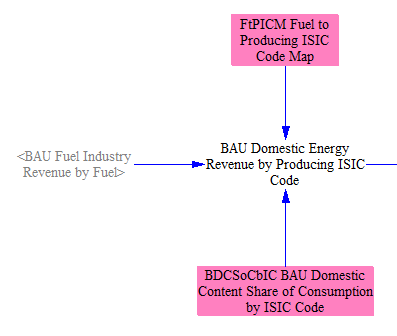 FtPICM Fuel to
Producing ISIC
Code Map
<BAU Fuel Industry
Revenue by Fuel>
BAU Domestic Energy
Revenue by Producing ISIC
Code
BDCSoCbIC BAU Domestic
Content Share of Consumption
by ISIC Code